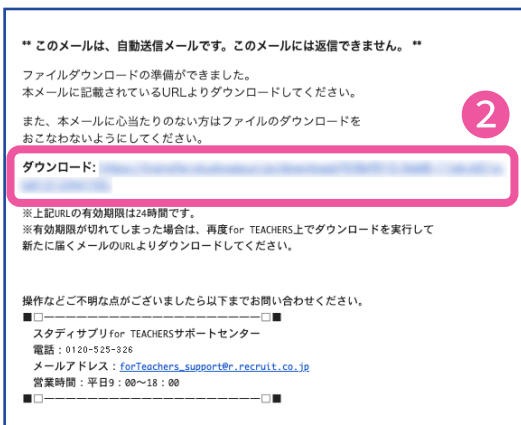 ** このメールは、自動送信メールです。このメールには返信できません。 **
ファイルダウンロードの準備ができました。
本メールに記載されているURLよりダウンロードしてください。
また、本メールに心当たりのない方はファイルのダウンロードを
おこなわないようにしてください。
2
ダウンロード:
※上記URLの有効期限は24時間です。
※有効期限が切れてしまった場合は、再度for TEACHERS上でダウンロードを実行して
新たに届くメールのURLよりダウンロードしてください。
操作などご不明な点がございましたら以下までお問い合わせください。
■□――――――――――――――――――――□■
スタディサプリfor TEACHERSサポートセンター
電話：0120-525-326
メールアドレス：forTeachers_support@r.recruit.co.jp
営業時間：平日9：00〜18：00
■□――――――――――――――――――――□■